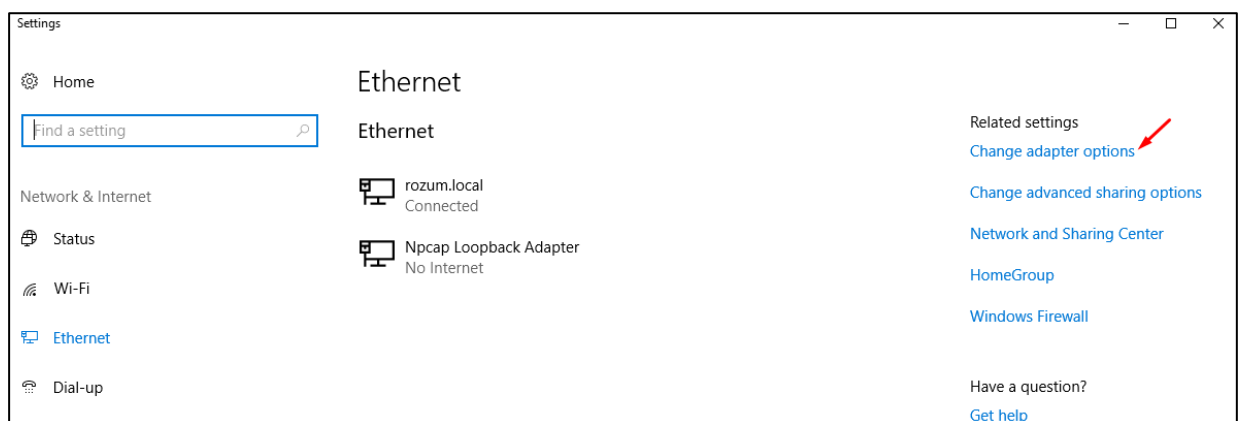 Settings
Home
Find a setting
Network & Internet
Status
Wi-Fi
Ethernet
Dial-up
Ethernet
Ethernet
rozum.local
Connected
Npcap Loopback Adapter
No Internet
Related settings
Change adapter options
Change advanced sharing options
Network and Sharing Center
HomeGroup
Windows Firewall
Have a question?
Get help